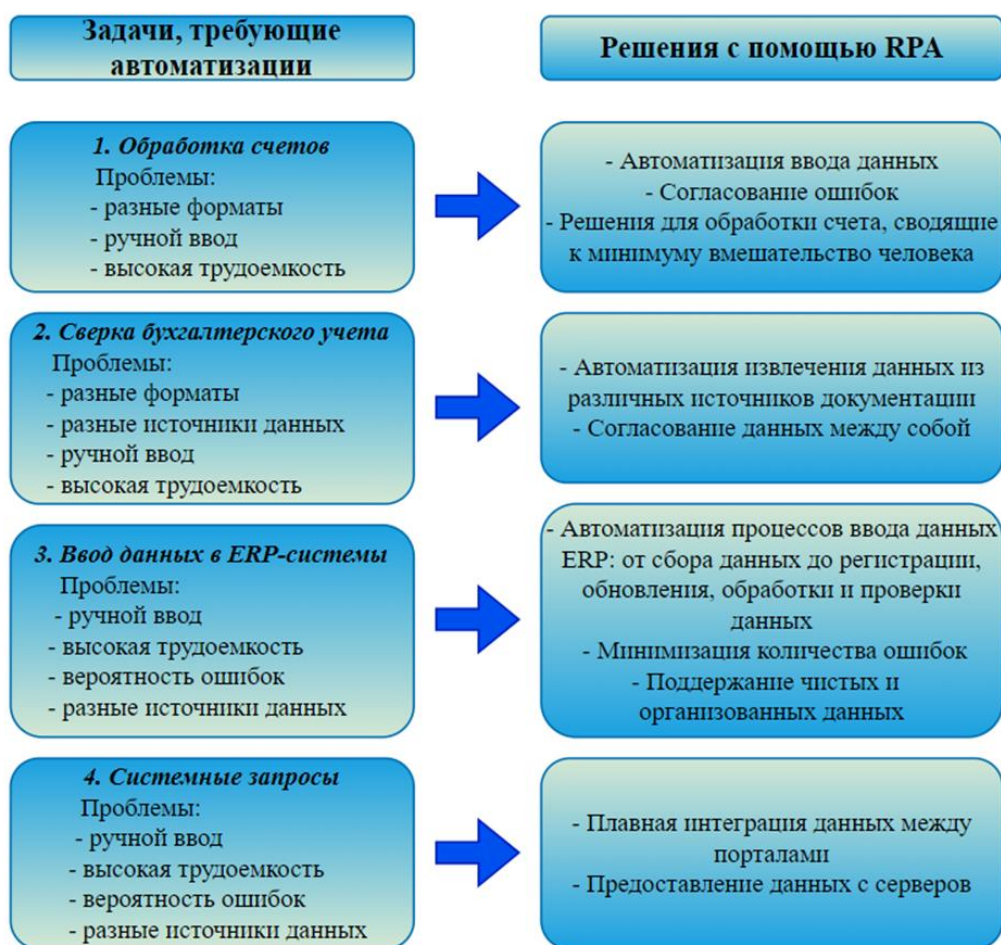 Задачи, требующие
автоматизации
Решения с помощью RPA
1. Обработка счетов
Проблемы:
- разные форматы
- ручной ввод
- высокая трудоемкость
- Автоматизация ввода данных
- Согласование ошибок
- Решения для обработки счета, сводящие
к минимуму вмешательство человека
2. Сверка бухгалтерского учета
Проблемы:
- разные форматы
- разные источники данных
- ручной ввод
- высокая трудоемкость
- Автоматизация извлечения данных из
различных источников документации
- Согласование данных между собой
3. Ввод данных в ERP-системы
Проблемы:
- ручной ввод
- высокая трудоемкость
- вероятность ошибок
- разные источники данных
- Автоматизация процессов ввода данных
ERP: от сбора данных до регистрации,
обновления, обработки и проверки
данных
- Минимизация количества ошибок
- Поддержание чистых и
организованных данных
4. Системные запросы
Проблемы:
- ручной ввод
- высокая трудоемкость
- вероятность ошибок
- разные источники данных
- Плавная интеграция данных между
порталами
- Предоставление данных с серверов